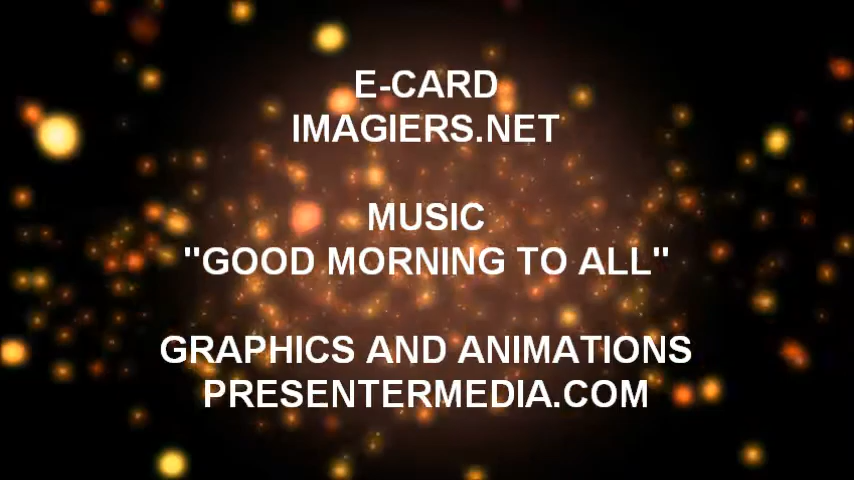 E-CARD
IMAGIERS.NET
MUSIC
"GOOD MORNING TO ALL"
GRAPHICS AND ANIMATIONS
PRESENTERMEDIA.COM